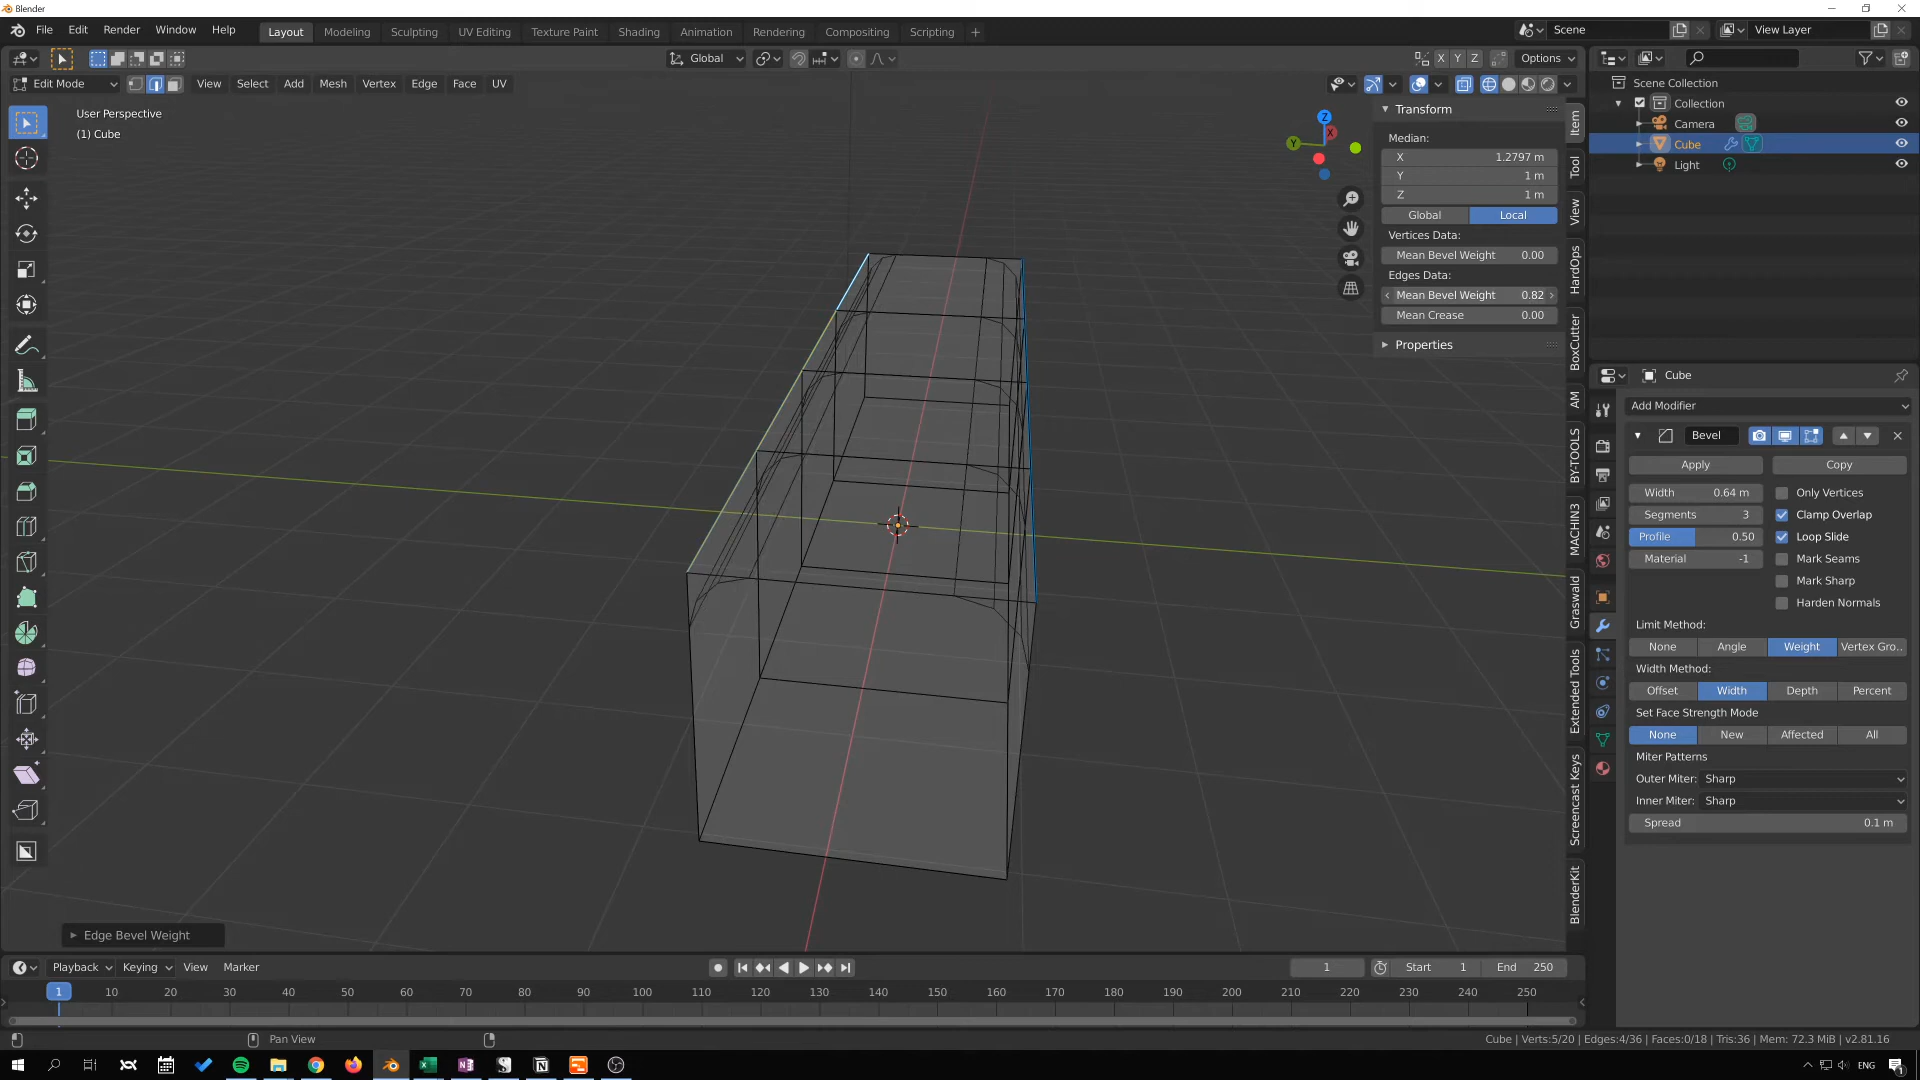 Blender
File Edit Render Window Help
Layout Modeling Sculpting UV Editing Texture Paint Shading Animation Rendering Compositing Scripting +
Scene
View Layer
Global
X Y Z
Options
Edit Mode
View Select Add Mesh Vertex Edge Face UV
User Perspective
(1) Cube
Z
X
Y
Transform
Median:
X 1.2797 m
Y 1 m
Z 1 m
Global Local
Vertices Data:
Mean Bevel Weight 0.00
Edges Data:
Mean Bevel Weight 0.82
Mean Crease 0.00
Properties
Item
Tool
View
HardOps
BoxCutter
AM
BY-TOOLS
MACHIN3
Graswald
Extended Tools
Screencast Keys
BlenderKit
Scene Collection
Collection
Camera
Cube
Light
Cube
Add Modifier
Bevel
Apply Copy
Width 0.64 m
Only Vertices
Segments 3
Clamp Overlap
Profile 0.50
Loop Slide
Material -1
Mark Seams
Mark Sharp
Harden Normals
Limit Method:
None Angle Weight Vertex Gro..
Width Method:
Offset Width Depth Percent
Set Face Strength Mode
None New Affected All
Miter Patterns
Outer Miter: Sharp
Inner Miter: Sharp
Spread 0.1 m
Edge Bevel Weight
Playback Keying View Marker
1
Start 1
End 250
1 10 20 30 40 50 60 70 80 90 100 110 120 130 140 150 160 170 180 190 200 210 220 230 240 250
Pan View
Cube | Verts:5/20 | Edges:4/36 | Faces:0/18 | Tris:36 | Mem: 72.3 MiB | v2.81.16
ENG